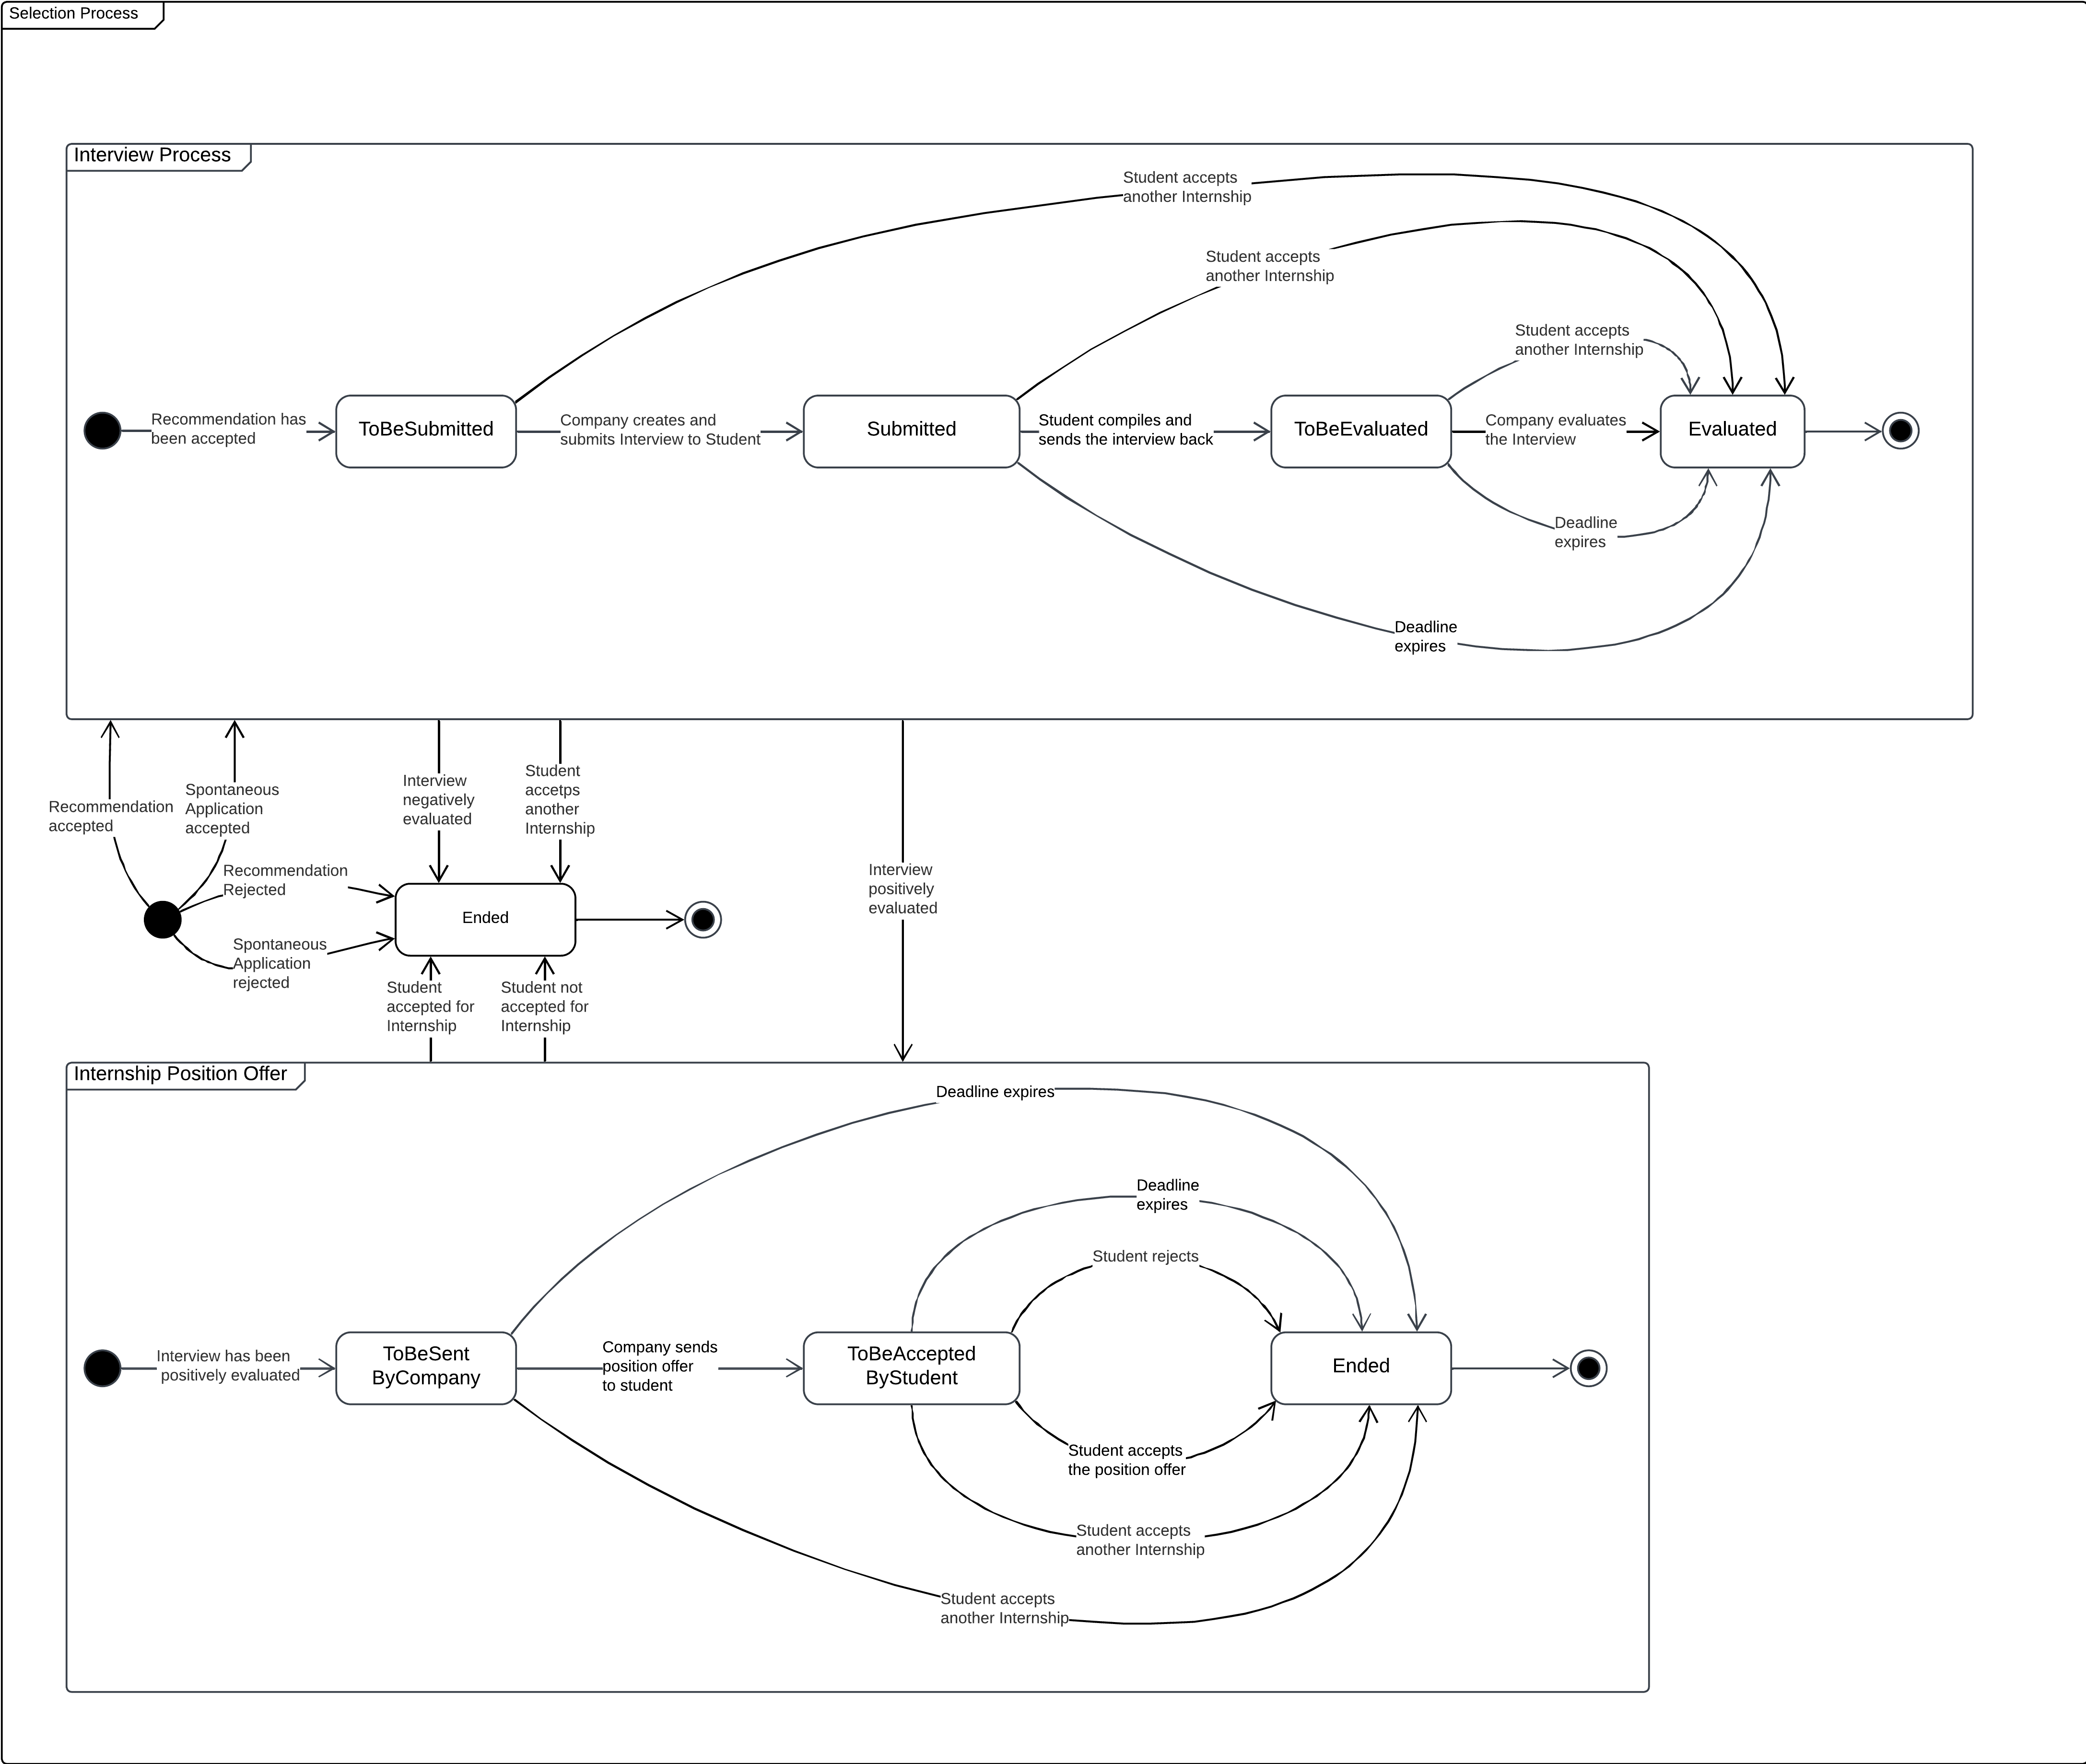 Selection Process
Interview Process
Student accepts
another Internship
Student accepts
another Internship
Student accepts
another Internship
Recommendation has
been accepted
ToBeSubmitted
Company creates and
submits Interview to Student
Submitted
Student compiles and
sends the interview back
ToBeEvaluated
Company evaluates
the Interview
Evaluated
Deadline
expires
Deadline
expires
Recommendation
accepted
Spontaneous
Application
accepted
Interview
negatively
evaluated
Student
accetps
another
Internship
Interview
positively
evaluated
Recommendation
Rejected
Ended
Spontaneous
Application
rejected
Student
accepted for
Internship
Student not
accepted for
Internship
Internship Position Offer
Deadline expires
Deadline
expires
Student rejects
Interview has been
positively evaluated
ToBeSent
ByCompany
Company sends
position offer
to student
ToBeAccepted
ByStudent
Ended
Student accepts
the position offer
Student accepts
another Internship
Student accepts
another Internship